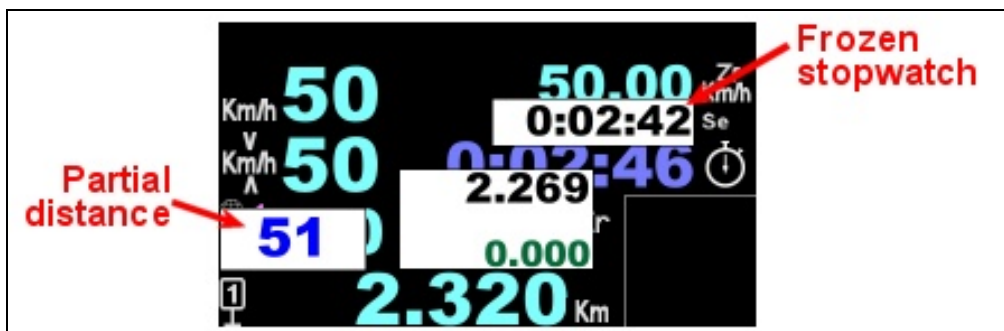 Frozen
stopwatch
Km/h 50
50.00 Km/h
0:02:42 Se
Km/h 50
0:02:46
Partial
distance
2.269
51
0.000
1
2.320 Km